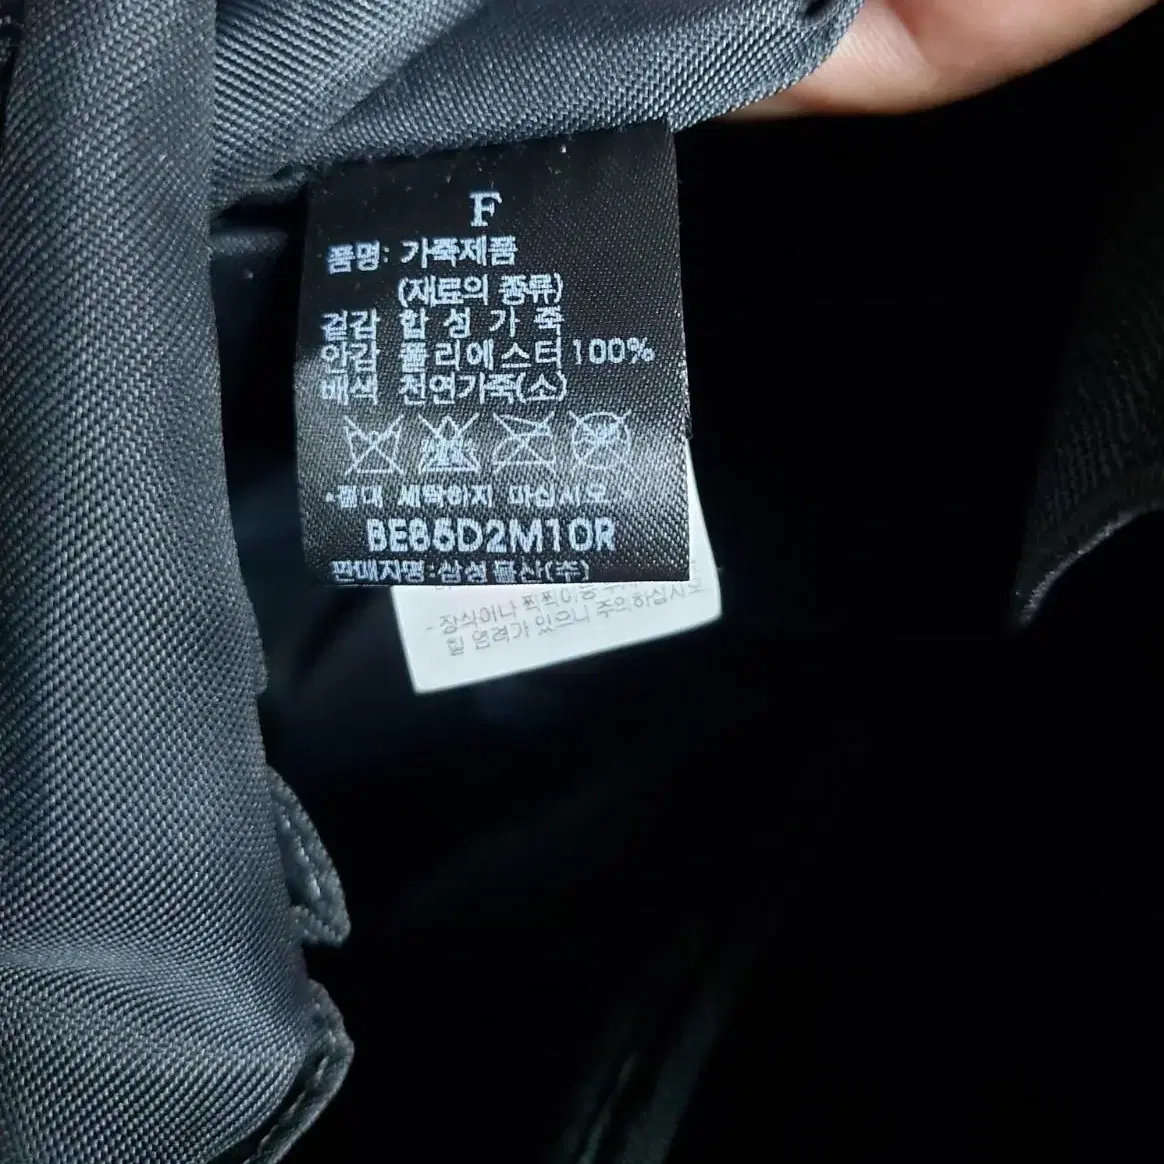 F
품명: 가죽제품
(재료의 종류)
겉감 합 성 가 죽
안감 폴리에스터 100%
배색 천연가죽(소)
*절대 세탁하지 마십시오.
BE86D2M10R
판매자명:삼성물산(주)
- 장식이나 찍찍이등
주의하십시오
힐 염려가 있으니